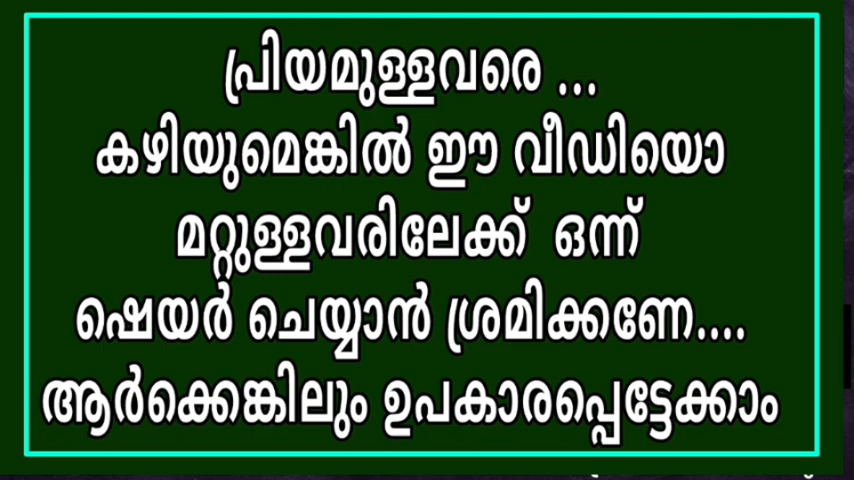 പ്രിയമുള്ളവരെ ...
കഴിയുമെങ്കിൽ ഈ വീഡിയൊ
മറ്റുള്ളവരിലേക്ക് ഒന്ന്
ഷെയർ ചെയ്യാൻ ശ്രമിക്കണേ....
ആർക്കെങ്കിലും ഉപകാരപ്പെട്ടേക്കാം